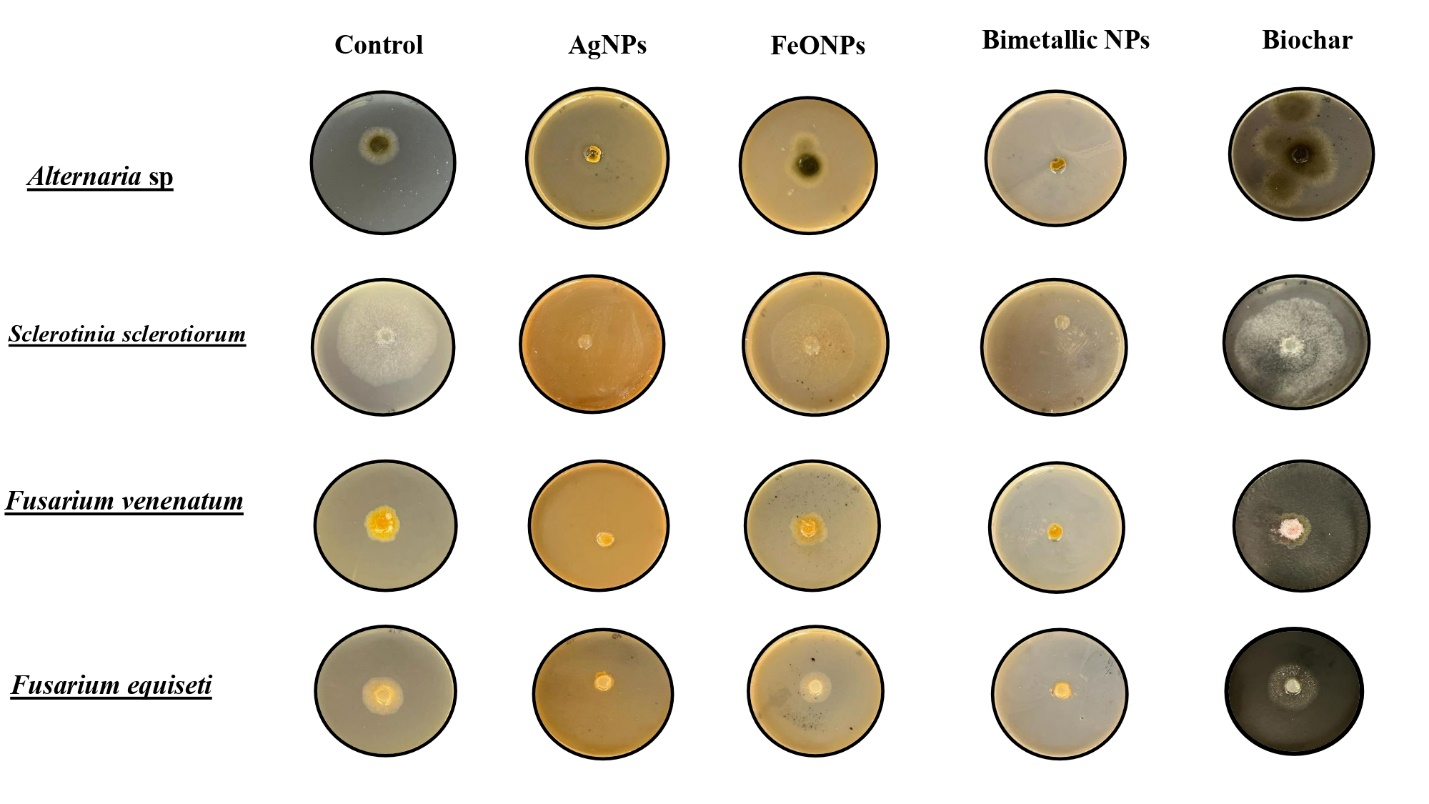 Control
AgNPs
FeONPs
Bimetallic NPs
Biochar
Alternaria sp
Sclerotinia sclerotiorum
Fusarium venenatum
Fusarium equiseti